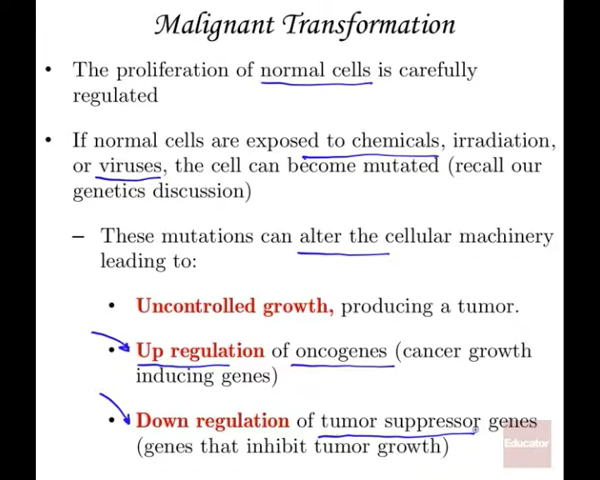 Malignant Transformation
• The proliferation of normal cells is carefully
regulated
• If normal cells are exposed to chemicals, irradiation,
or viruses, the cell can become mutated (recall our
genetics discussion)
– These mutations can alter the cellular machinery
leading to:
• Uncontrolled growth, producing a tumor.
• Up regulation of oncogenes (cancer growth
inducing genes)
• Down regulation of tumor suppressor genes
(genes that inhibit tumor growth)
Educator